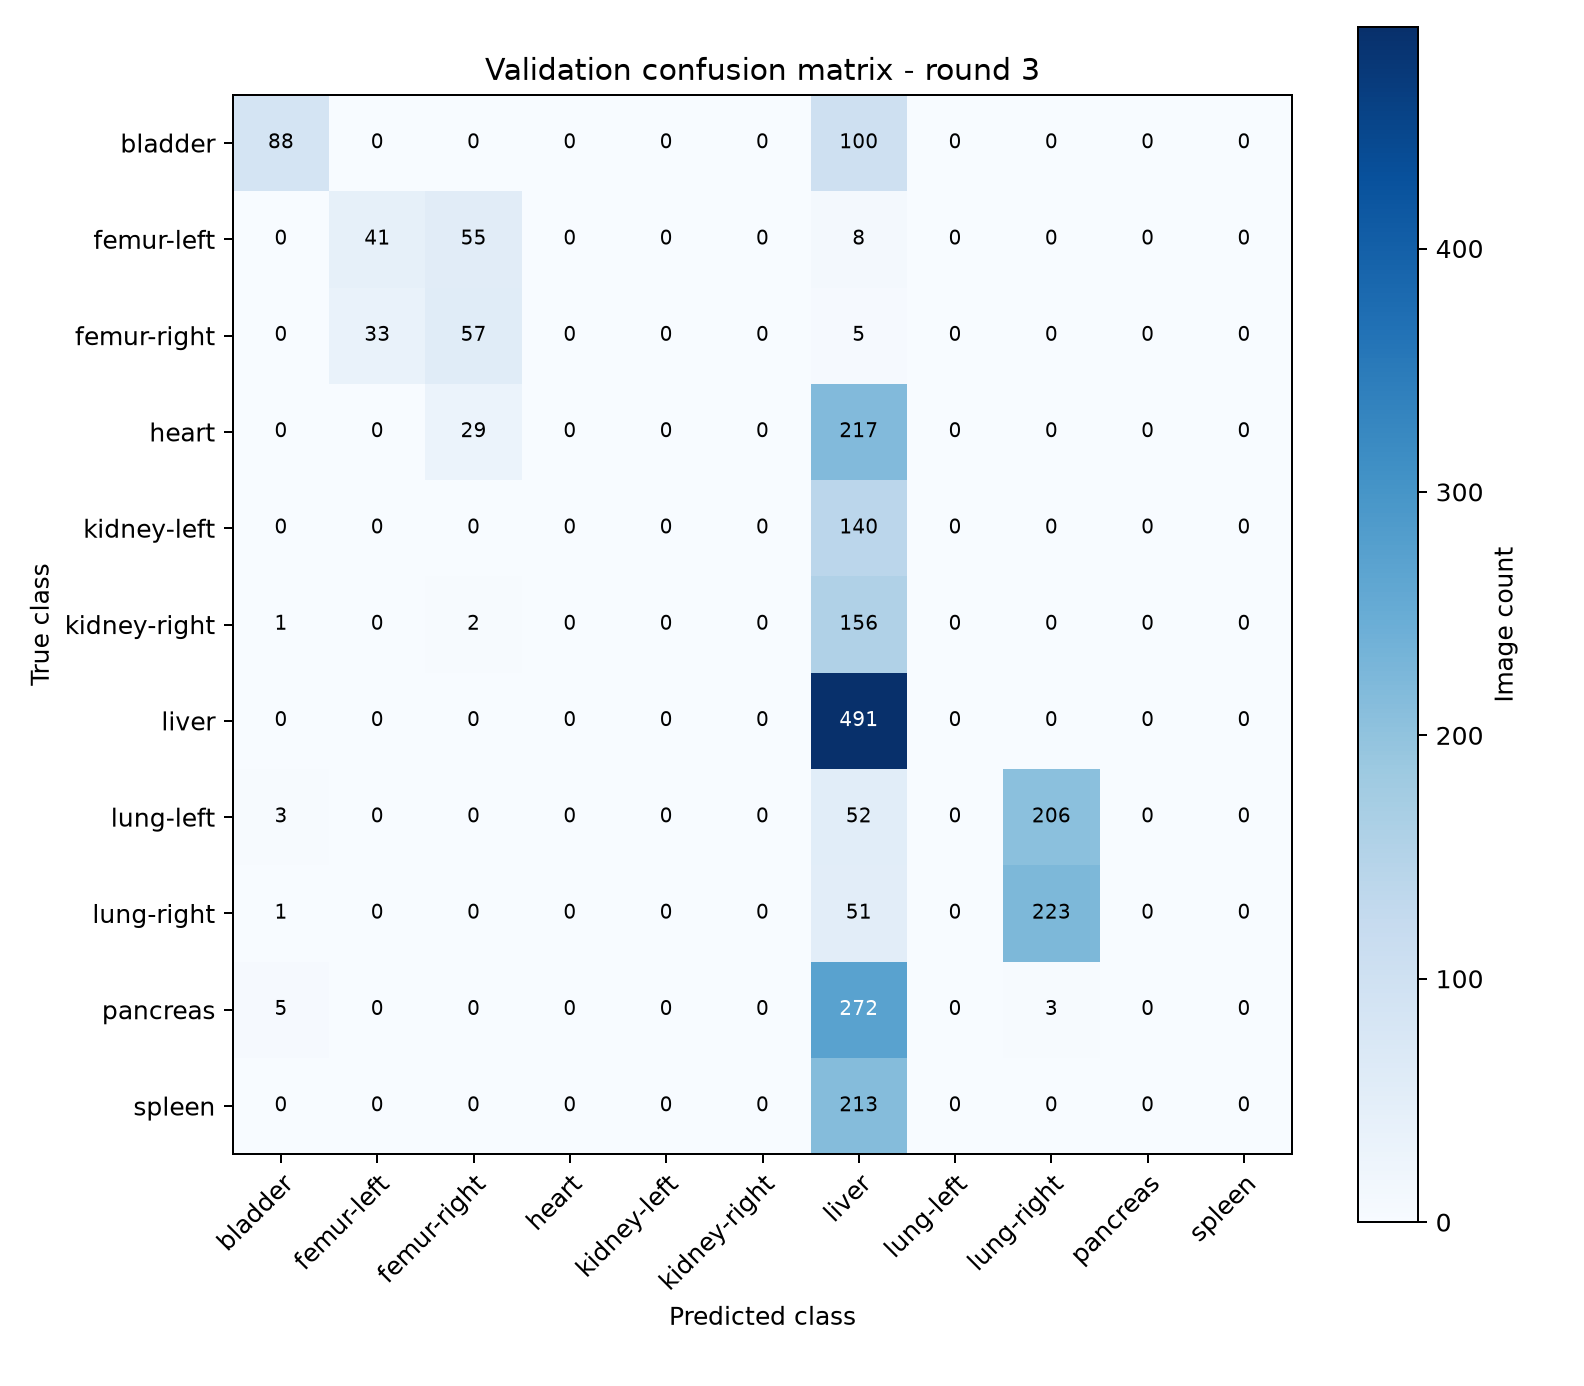 Validation confusion matrix - round 3
bladder 88 0 0 0 0 0 100 0 0 0 0
femur-left 0 41 55 0 0 0 8 0 0 0 0
femur-right 0 33 57 0 0 0 5 0 0 0 0
heart 0 0 29 0 0 0 217 0 0 0 0
kidney-left 0 0 0 0 0 0 140 0 0 0 0
kidney-right 1 0 2 0 0 0 156 0 0 0 0
liver 0 0 0 0 0 0 491 0 0 0 0
lung-left 3 0 0 0 0 0 52 0 206 0 0
lung-right 1 0 0 0 0 0 51 0 223 0 0
pancreas 5 0 0 0 0 0 272 0 3 0 0
spleen 0 0 0 0 0 0 213 0 0 0 0
True class
bladder femur-left femur-right heart kidney-left kidney-right liver lung-left lung-right pancreas spleen
Predicted class
400
300
200
100
0
Image count